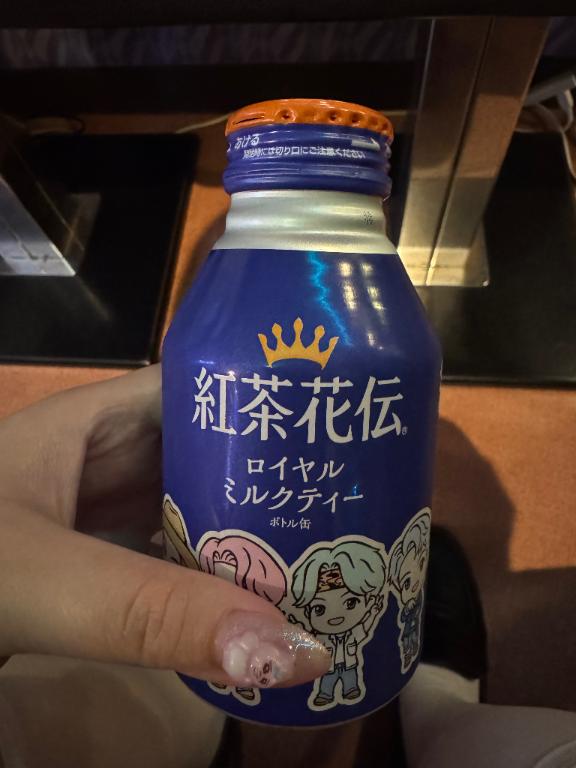 あける
開栓時には切り口にご注意ください
紅茶花伝®
ロイヤル
ミルクティー
ボトル缶